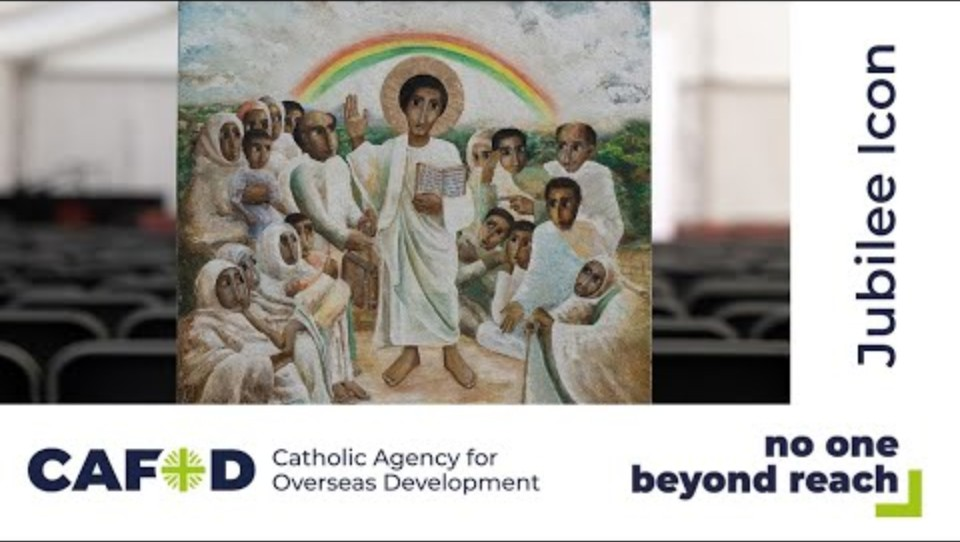 Jubilee Icon
CAFOD
Catholic Agency for
Overseas Development
no one
beyond reach